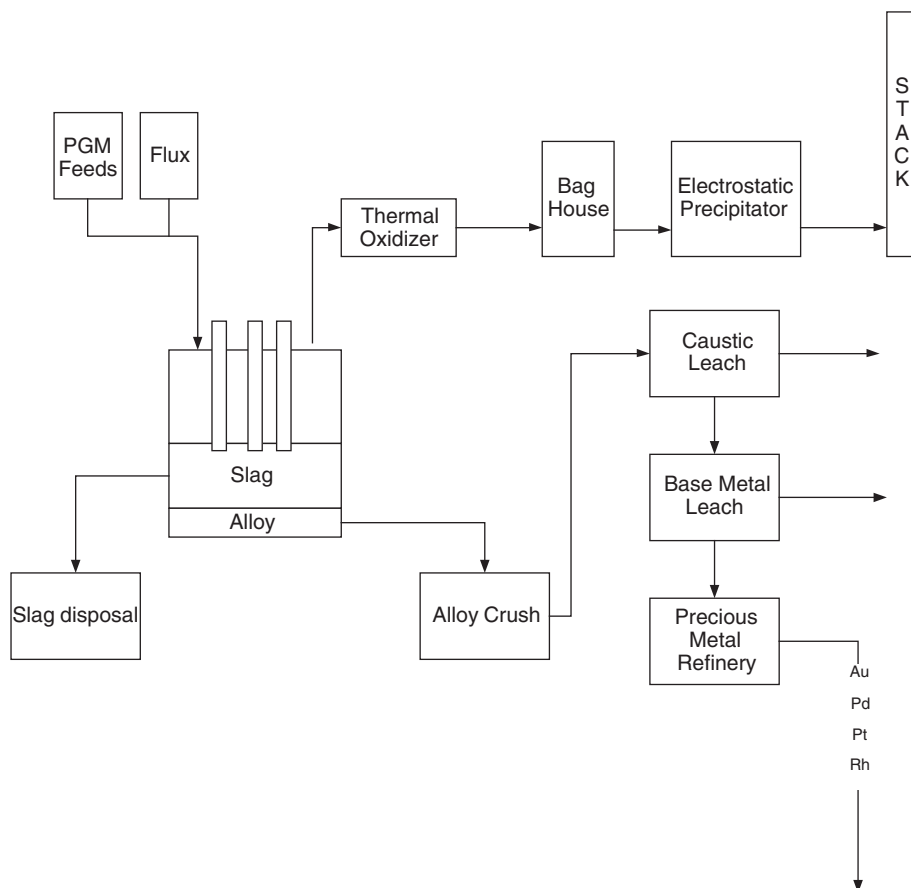 S
T
A
C
K
PGM
Feeds
Flux
Bag
House
Electrostatic
Precipitator
Thermal
Oxidizer
Caustic
Leach
Slag
Base Metal
Leach
Alloy
Slag disposal
Alloy Crush
Precious
Metal
Refinery
Au
Pd
Pt
Rh